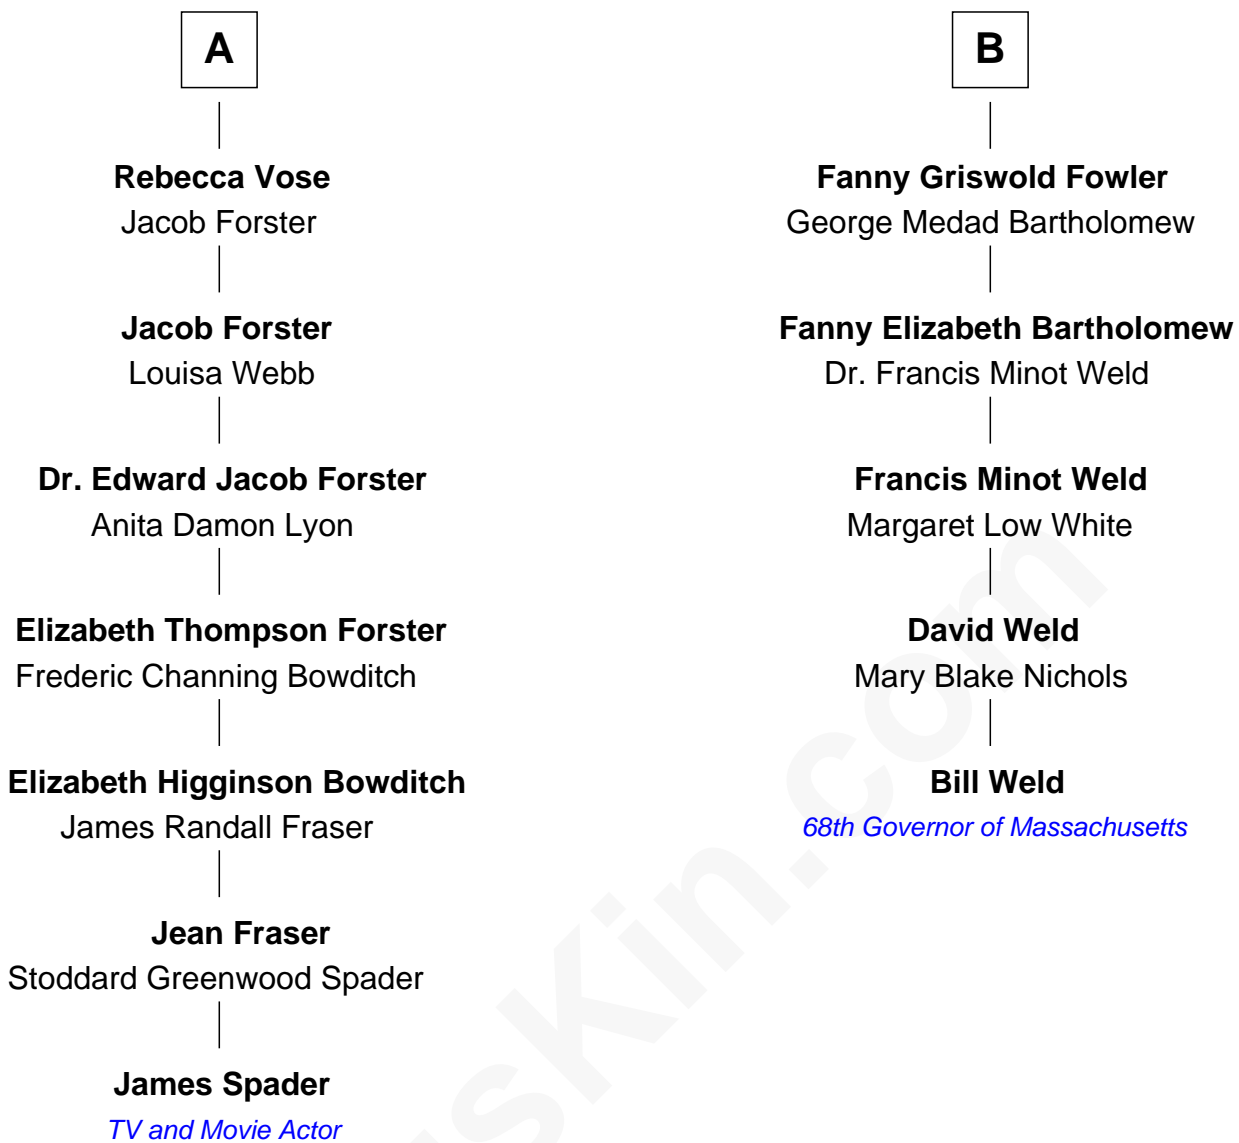 A
Rebecca Vose
Jacob Forster
Jacob Forster
Louisa Webb
Dr. Edward Jacob Forster
Anita Damon Lyon
Elizabeth Thompson Forster
Frederic Channing Bowditch
Elizabeth Higginson Bowditch
James Randall Fraser
Jean Fraser
Stoddard Greenwood Spader
James Spader
TV and Movie Actor
B
Fanny Griswold Fowler
George Medad Bartholomew
Fanny Elizabeth Bartholomew
Dr. Francis Minot Weld
Francis Minot Weld
Margaret Low White
David Weld
Mary Blake Nichols
Bill Weld
68th Governor of Massachusetts
usKin.com